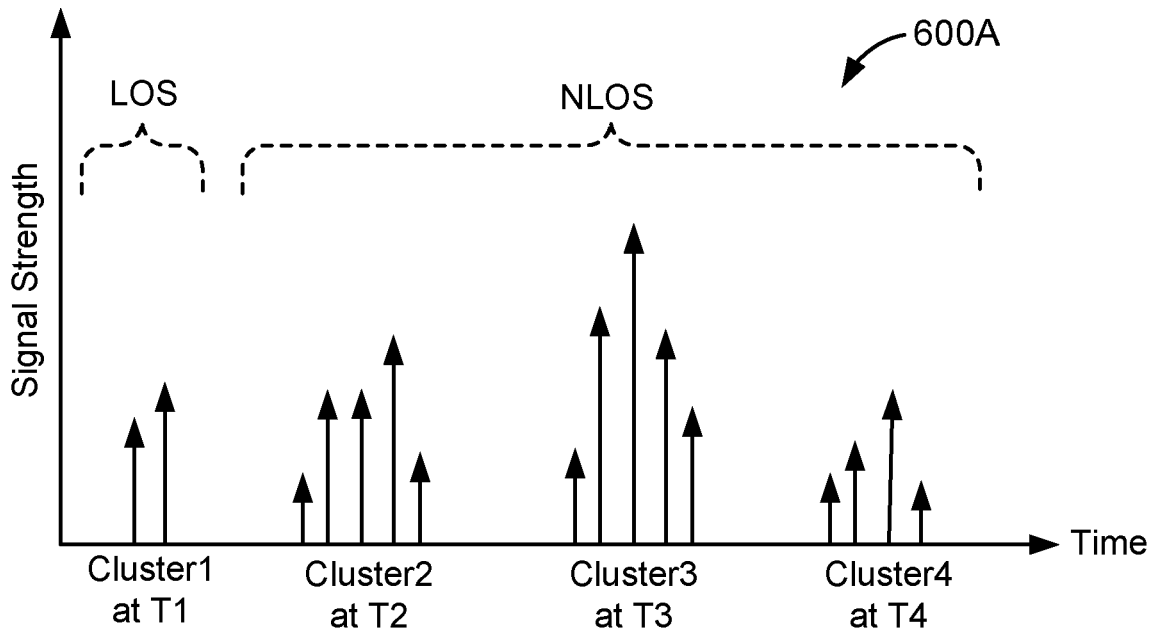 600A
LOS
NLOS
Signal Strength
Time
Cluster1
at T1
Cluster2
at T2
Cluster3
at T3
Cluster4
at T4